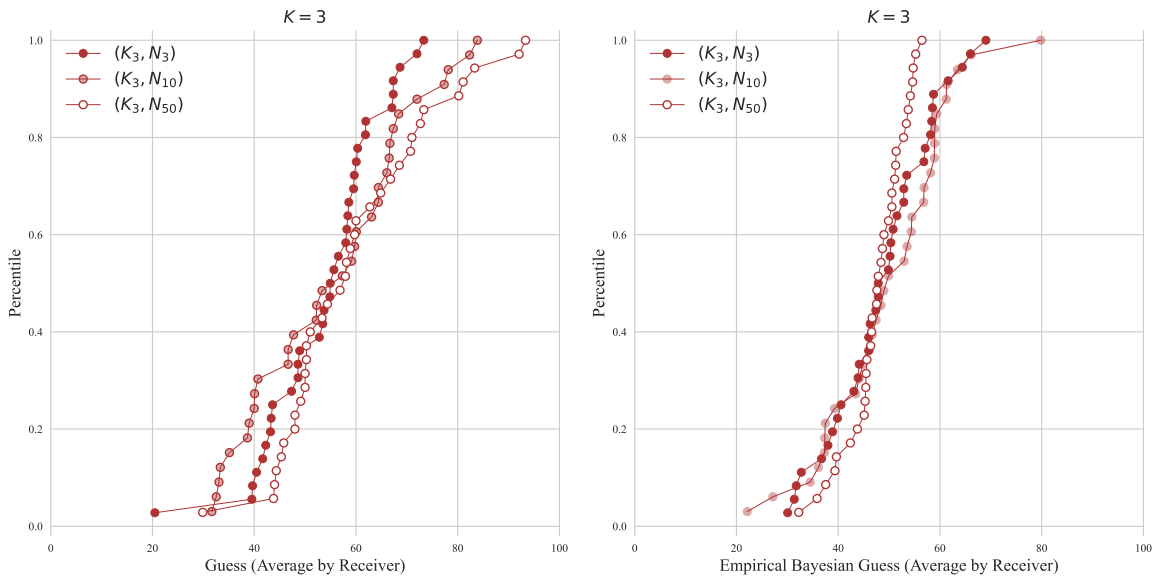 K = 3
1.0
0.8
0.6
0.4
0.2
0.0
Percentile
(K₃, N₃)
(K₃, N₁₀)
(K₃, N₅₀)
0 20 40 60 80 100
Guess (Average by Receiver)
K = 3
1.0
0.8
0.6
0.4
0.2
0.0
Percentile
(K₃, N₃)
(K₃, N₁₀)
(K₃, N₅₀)
0 20 40 60 80 100
Empirical Bayesian Guess (Average by Receiver)